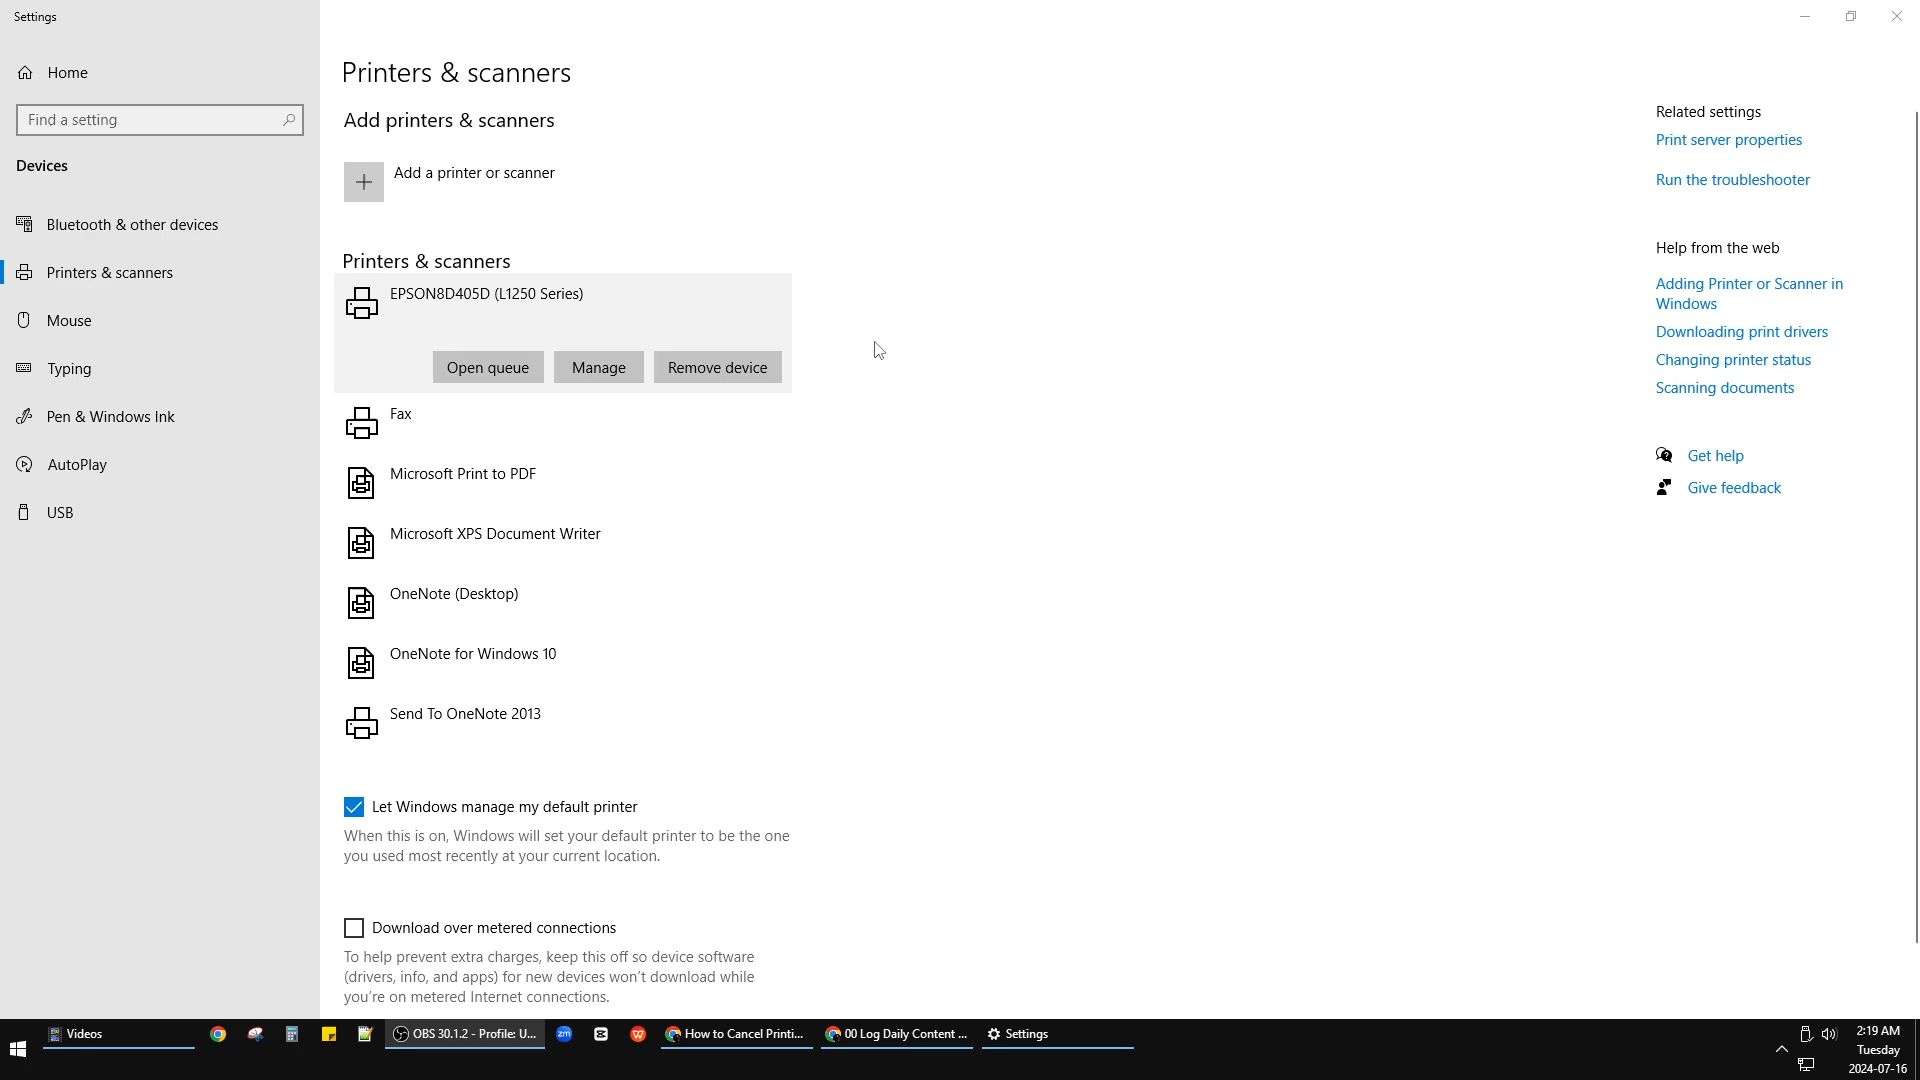 Settings
Home
Find a setting
Devices
Bluetooth & other devices
Printers & scanners
Mouse
Typing
Pen & Windows Ink
AutoPlay
USB
Printers & scanners
Add printers & scanners
Add a printer or scanner
Printers & scanners
EPSON8D405D (L1250 Series)
Open queue
Manage
Remove device
Fax
Microsoft Print to PDF
Microsoft XPS Document Writer
OneNote (Desktop)
OneNote for Windows 10
Send To OneNote 2013
Let Windows manage my default printer
When this is on, Windows will set your default printer to be the one
you used most recently at your current location.
Download over metered connections
To help prevent extra charges, keep this off so device software
(drivers, info, and apps) for new devices won't download while
you're on metered Internet connections.
Related settings
Print server properties
Run the troubleshooter
Help from the web
Adding Printer or Scanner in
Windows
Downloading print drivers
Changing printer status
Scanning documents
Get help
Give feedback
Videos
OBS 30.1.2 - Profile: U...
zm
How to Cancel Printi...
00 Log Daily Content ...
Settings
2:19 AM
Tuesday
2024-07-16